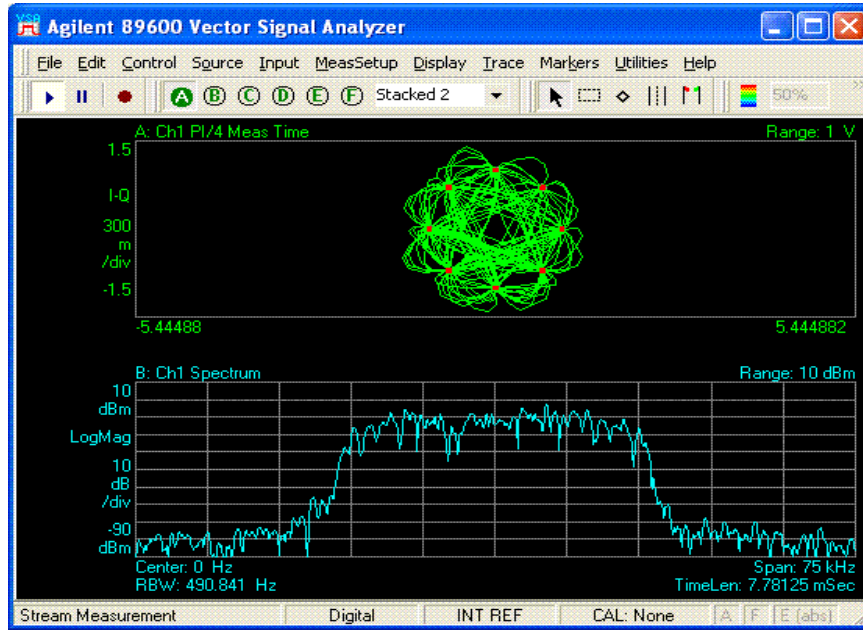 VSA Agilent 89600 Vector Signal Analyzer
File Edit Control Source Input MeasSetup Display Trace Markers Utilities Help
A B C D E F Stacked 2 50%
A: Ch1 PI/4 Meas Time Range: 1 V
1.5
I-Q
300
m
/div
-1.5
-5.44488 5.444882
B: Ch1 Spectrum Range: 10 dBm
10
dBm
LogMag
10
dB
/div
-90
dBm
Center: 0 Hz Span: 75 kHz
RBW: 490.841 Hz TimeLen: 7.78125 mSec
Stream Measurement Digital INT REF CAL: None A F E (abs)